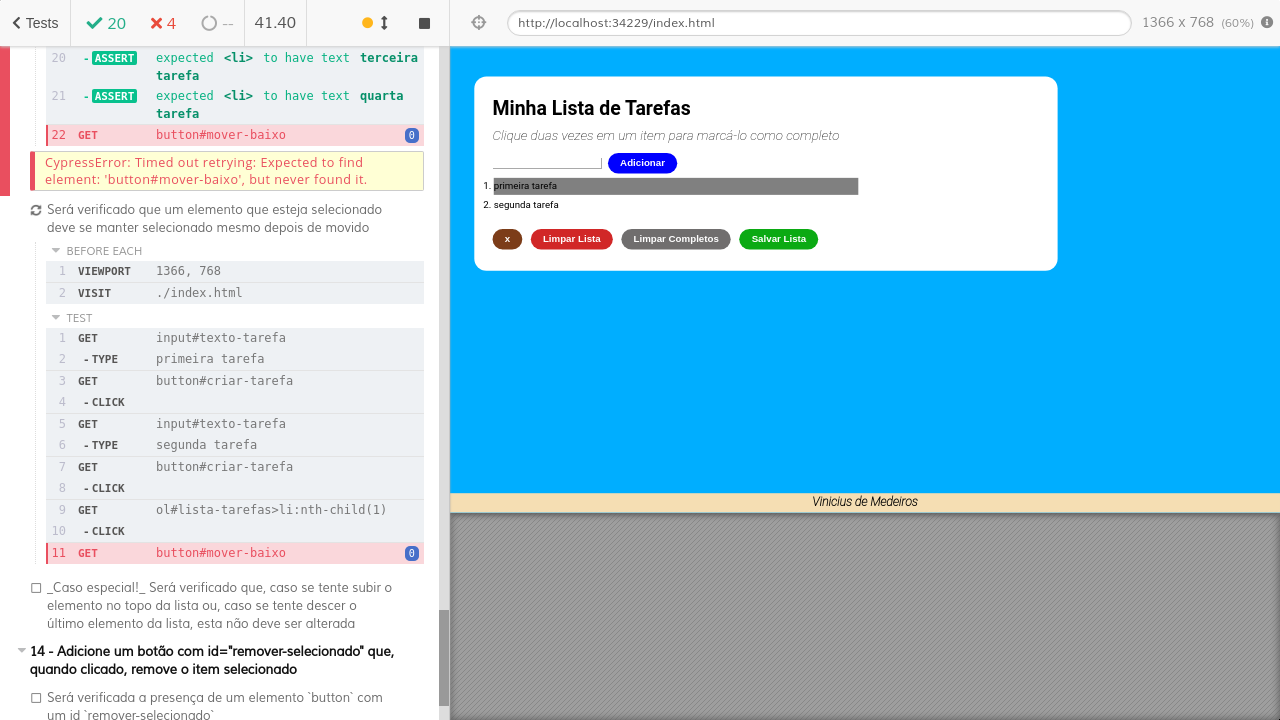 Tests 20 4 -- 41.40 http://localhost:34229/index.html 1366 x 768 (60%)
20 - ASSERT expected <li> to have text terceira
tarefa
21 - ASSERT expected <li> to have text quarta
tarefa
22 GET button#mover-baixo 0
CypressError: Timed out retrying: Expected to find
element: 'button#mover-baixo', but never found it.
Será verificado que um elemento que esteja selecionado
deve se manter selecionado mesmo depois de movido
BEFORE EACH
1 VIEWPORT 1366, 768
2 VISIT ./index.html
TEST
1 GET input#texto-tarefa
2 - TYPE primeira tarefa
3 GET button#criar-tarefa
4 - CLICK
5 GET input#texto-tarefa
6 - TYPE segunda tarefa
7 GET button#criar-tarefa
8 - CLICK
9 GET ol#lista-tarefas>li:nth-child(1)
10 - CLICK
11 GET button#mover-baixo 0
_Caso especial!_ Será verificado que, caso se tente subir o
elemento no topo da lista ou, caso se tente descer o
último elemento da lista, esta não deve ser alterada
14 - Adicione um botão com id="remover-selecionado" que,
quando clicado, remove o item selecionado
Será verificada a presença de um elemento `button` com
um id `remover-selecionado`
Minha Lista de Tarefas
Clique duas vezes em um item para marcá-lo como completo
Adicionar
1. primeira tarefa
2. segunda tarefa
x Limpar Lista Limpar Completos Salvar Lista
Vinicius de Medeiros